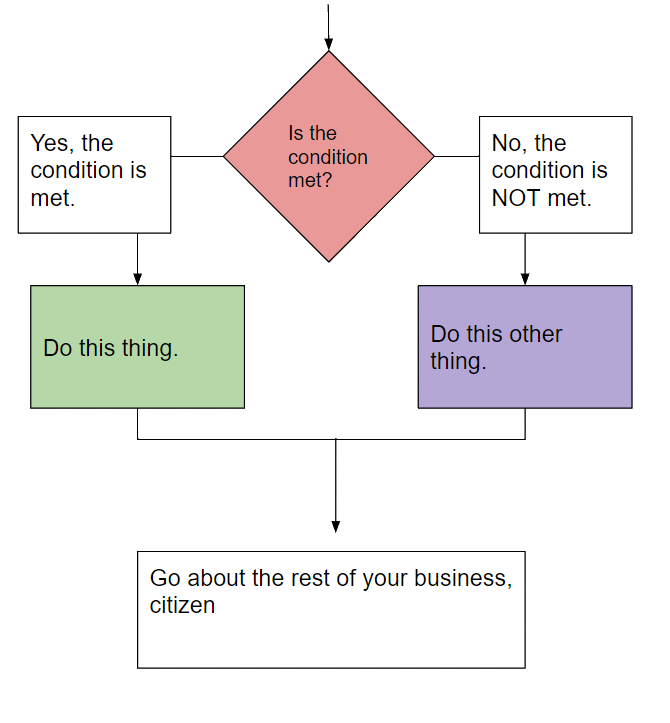 Is the
condition
met?
Yes, the
condition is
met.
No, the
condition is
NOT met.
Do this thing.
Do this other
thing.
Go about the rest of your business,
citizen